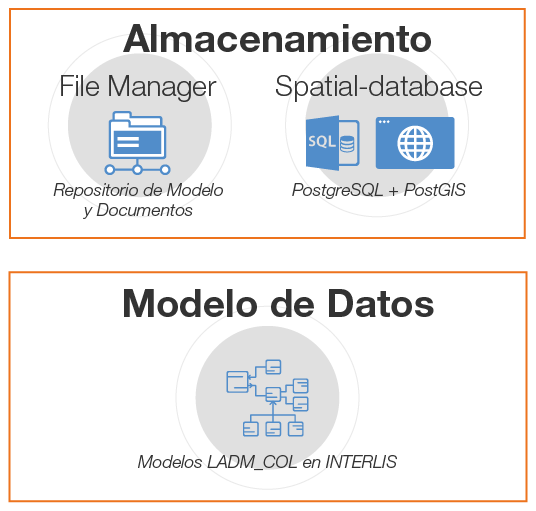 Almacenamiento
File Manager
Repositorio de Modelo
y Documentos
Spatial-database
SQL
PostgreSQL + PostGIS
Modelo de Datos
Modelos LADM_COL en INTERLIS